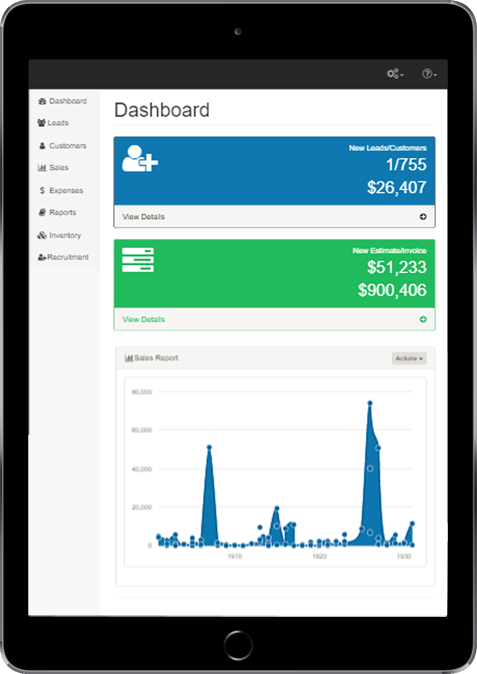 Dashboard
Leads
Customers
Sales
Expenses
Reports
Inventory
Recruitment
Dashboard
New Leads/Customers
1/755
$26,407
View Details
New Estimate/Invoice
$51,233
$900,406
View Details
Sales Report
Actions
80,000
60,000
40,000
20,000
0
1910
1920
1930